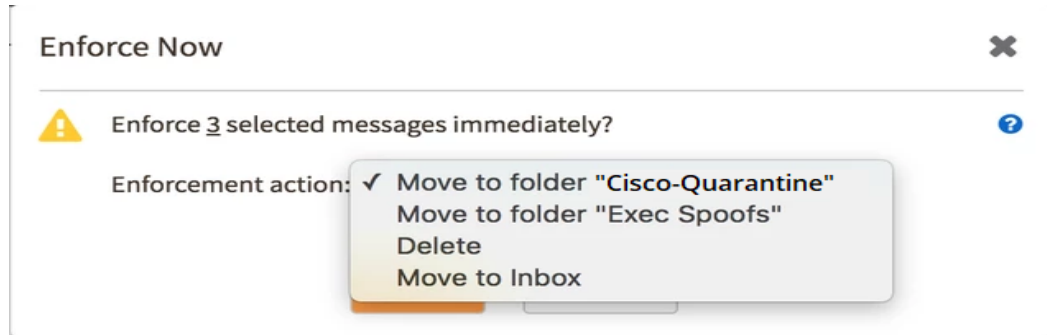 Enforce Now
Enforce 3 selected messages immediately?
Enforcement action: ✓ Move to folder "Cisco-Quarantine"
Move to folder "Exec Spoofs"
Delete
Move to Inbox